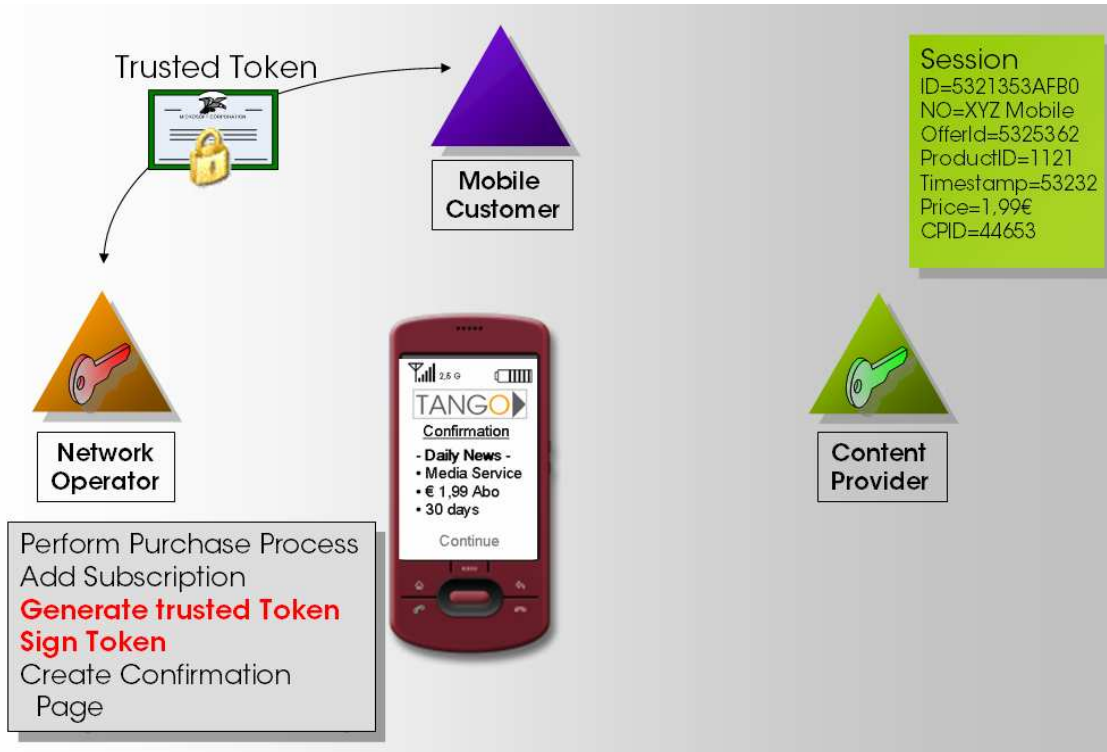 Trusted Token
MICROSOFT CORPORATION
Mobile
Customer
Session
ID=5321353AFB0
NO=XYZ Mobile
OfferId=5325362
ProductID=1121
Timestamp=53232
Price=1,99€
CPID=44653
Network
Operator
2,5 G
TANGO
Confirmation
- Daily News -
• Media Service
• € 1,99 Abo
• 30 days
Continue
Content
Provider
Perform Purchase Process
Add Subscription
Generate trusted Token
Sign Token
Create Confirmation
Page